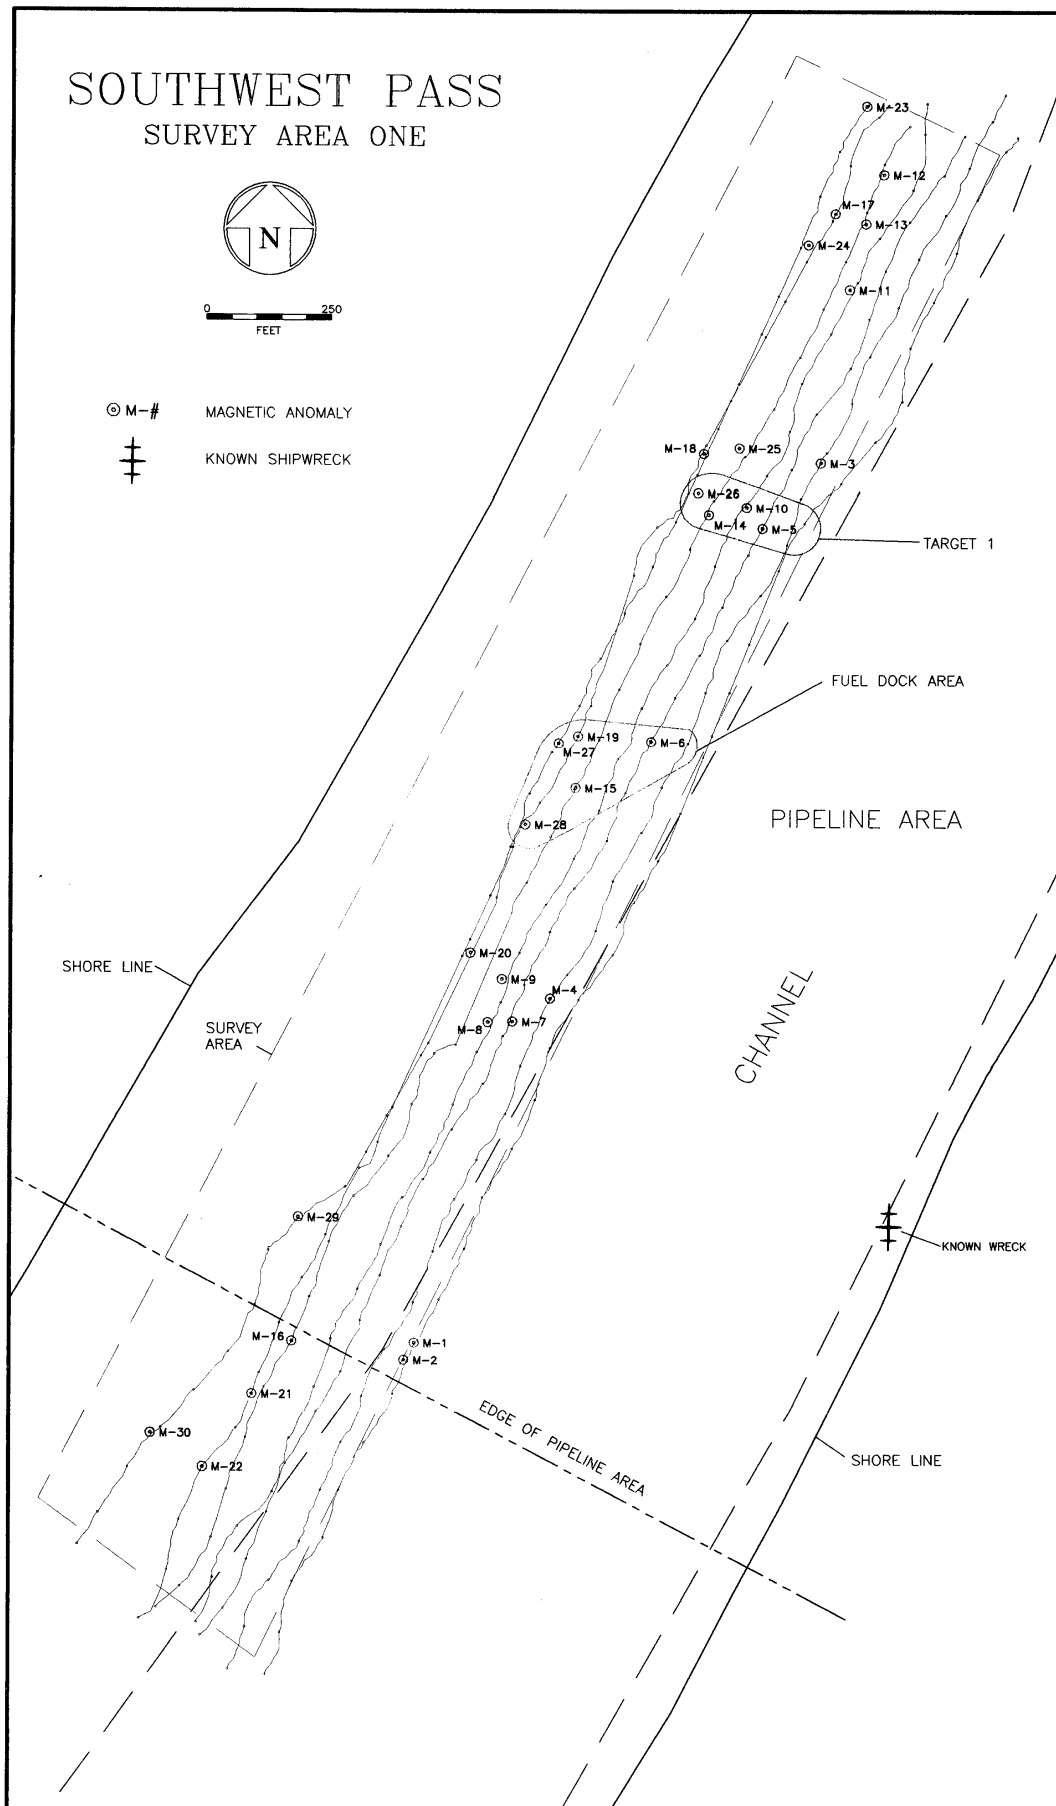 SOUTHWEST PASS
SURVEY AREA ONE
N
0 250
FEET
M-# MAGNETIC ANOMALY
KNOWN SHIPWRECK
M-23
M-12
M-17
M-13
M-24
M-11
M-18
M-25
M-3
M-26
M-10
M-14
M-5
TARGET 1
FUEL DOCK AREA
M-19
M-6
M-27
M-15
M-28
PIPELINE AREA
M-20
SHORE LINE
M-9
M-4
CHANNEL
M-8
M-7
SURVEY
AREA
M-29
KNOWN WRECK
M-16
M-1
M-2
M-21
EDGE OF PIPELINE AREA
M-30
M-22
SHORE LINE